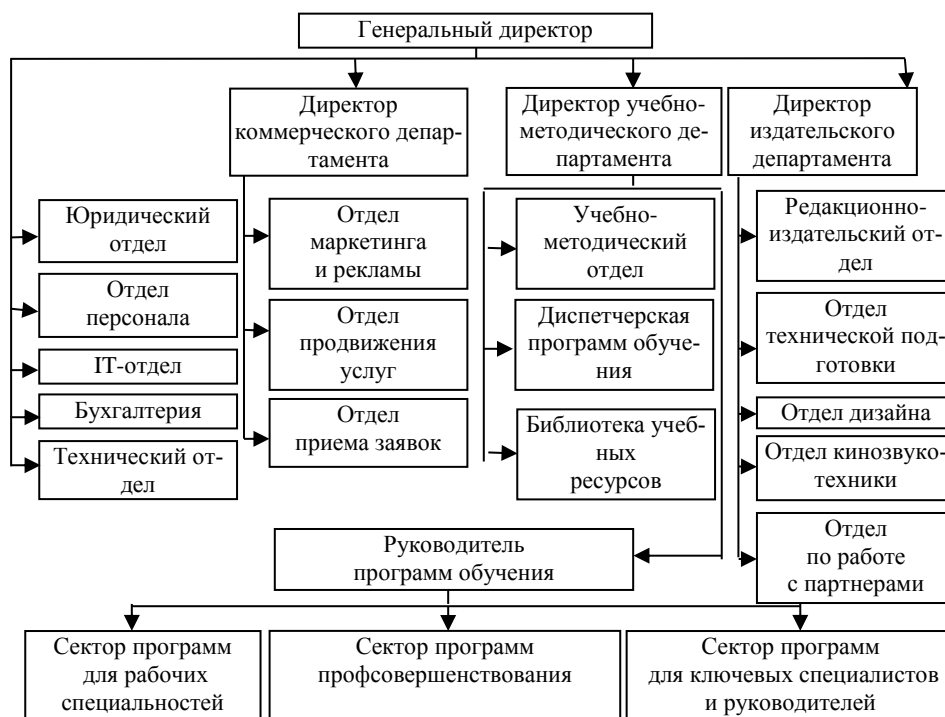 Генеральный директор
Директор
коммерческого депар-
тамента
Директор учебно-
методического де-
партамента
Директор
издательского
департамента
Юридический
отдел
Отдел
персонала
IT-отдел
Бухгалтерия
Технический от-
дел
Отдел
маркетинга
и рекламы
Отдел
продвижения
услуг
Отдел
приема заявок
Учебно-
методический
отдел
Диспетчерская
программ обуче-
ния
Библиотека учеб-
ных
ресурсов
Редакционно-
издательский от-
дел
Отдел
технической под-
готовки
Отдел дизайна
Отдел кинозвуко-
техники
Отдел
по работе
с партнерами
Руководитель
программ обучения
Сектор программ
для рабочих
специальностей
Сектор программ
профсовершенствования
Сектор программ
для ключевых специалистов
и руководителей